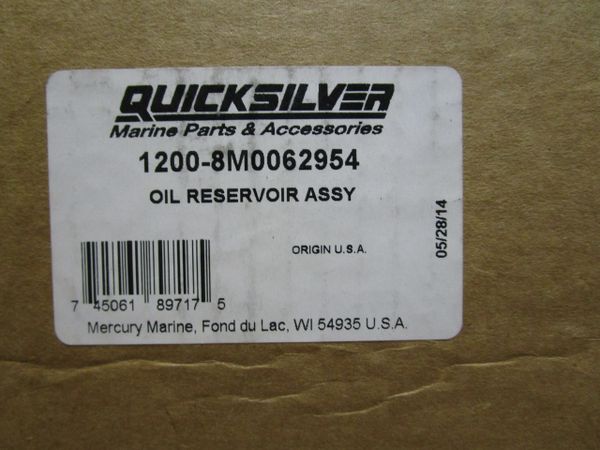 QUICKSILVER
Marine Parts & Accessories
1200-8M0062954
OIL RESERVOIR ASSY
ORIGIN U.S.A.
05/28/14
7 45061 89717 5
Mercury Marine, Fond du Lac, WI 54935 U.S.A.